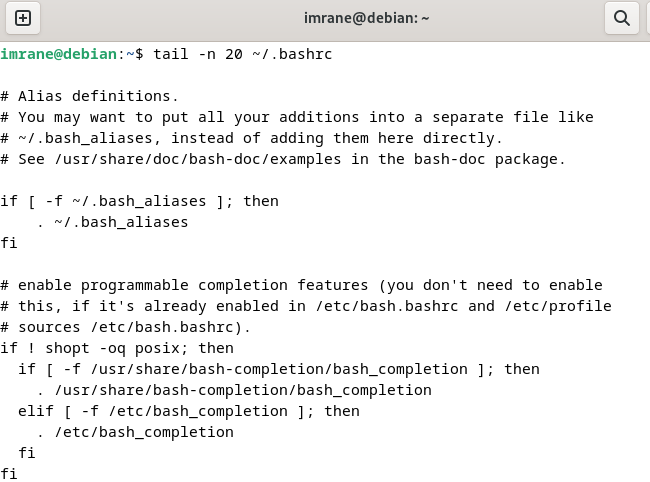 imrane@debian: ~
imrane@debian:~$ tail -n 20 ~/.bashrc

# Alias definitions.
# You may want to put all your additions into a separate file like
# ~/.bash_aliases, instead of adding them here directly.
# See /usr/share/doc/bash-doc/examples in the bash-doc package.

if [ -f ~/.bash_aliases ]; then
    . ~/.bash_aliases
fi

# enable programmable completion features (you don't need to enable
# this, if it's already enabled in /etc/bash.bashrc and /etc/profile
# sources /etc/bash.bashrc).
if ! shopt -oq posix; then
  if [ -f /usr/share/bash-completion/bash_completion ]; then
    . /usr/share/bash-completion/bash_completion
  elif [ -f /etc/bash_completion ]; then
    . /etc/bash_completion
  fi
fi